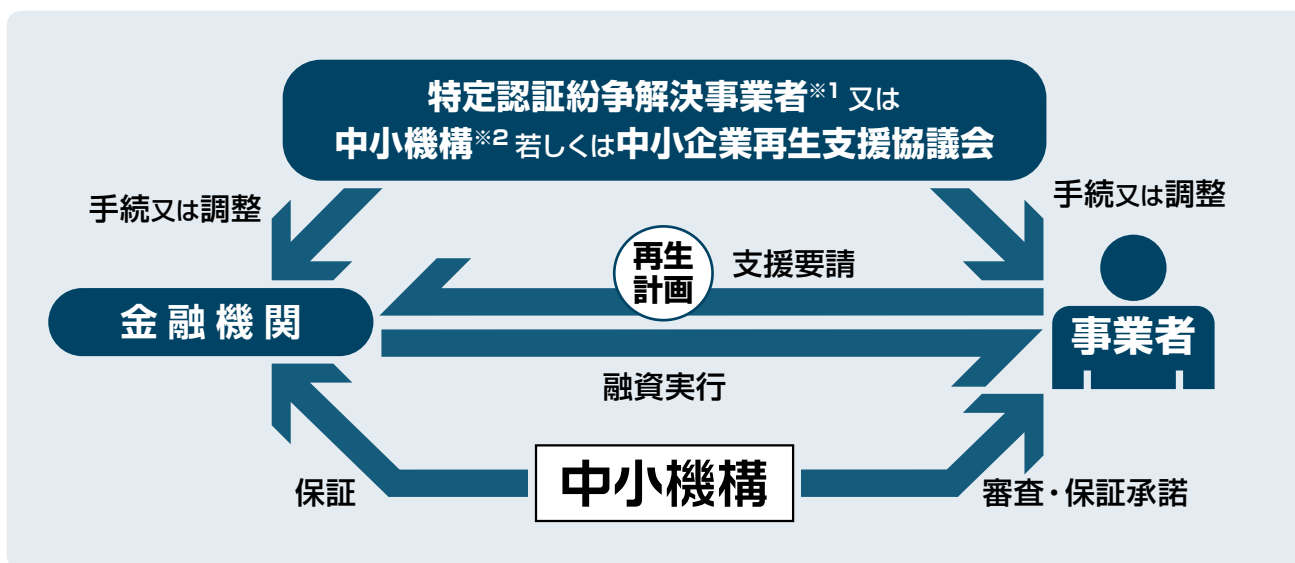 特定認証紛争解決事業者※1 又は
中小機構※2 若しくは中小企業再生支援協議会
手続又は調整
手続又は調整
再生
計画
支援要請
金融機関
事業者
融資実行
中小機構
保証
審査・保証承諾